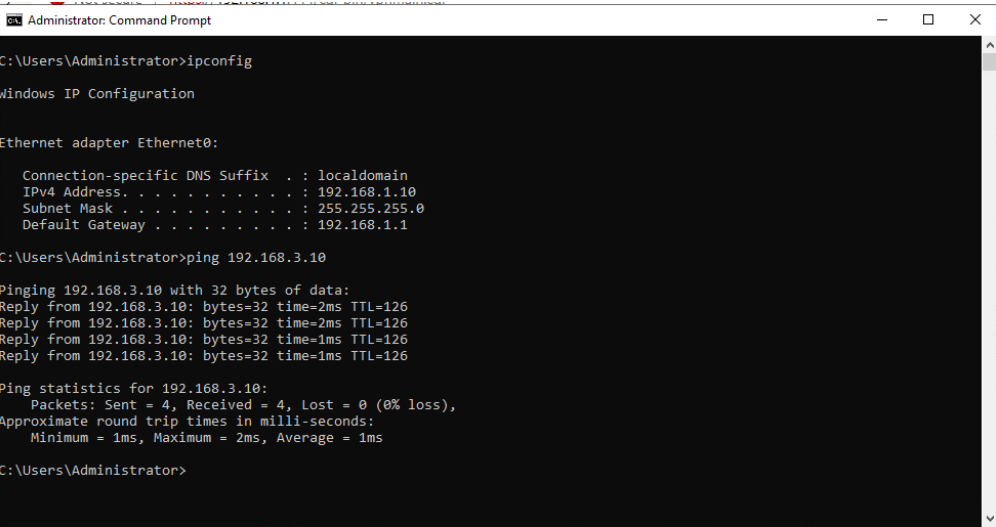 Administrator: Command Prompt
C:\Users\Administrator>ipconfig
Windows IP Configuration
Ethernet adapter Ethernet0:
Connection-specific DNS Suffix . : localdomain
IPv4 Address. . . . . . . . . . . : 192.168.1.10
Subnet Mask . . . . . . . . . . . : 255.255.255.0
Default Gateway . . . . . . . . . : 192.168.1.1
C:\Users\Administrator>ping 192.168.3.10
Pinging 192.168.3.10 with 32 bytes of data:
Reply from 192.168.3.10: bytes=32 time=2ms TTL=126
Reply from 192.168.3.10: bytes=32 time=2ms TTL=126
Reply from 192.168.3.10: bytes=32 time=1ms TTL=126
Reply from 192.168.3.10: bytes=32 time=1ms TTL=126
Ping statistics for 192.168.3.10:
Packets: Sent = 4, Received = 4, Lost = 0 (0% loss),
Approximate round trip times in milli-seconds:
Minimum = 1ms, Maximum = 2ms, Average = 1ms
C:\Users\Administrator>